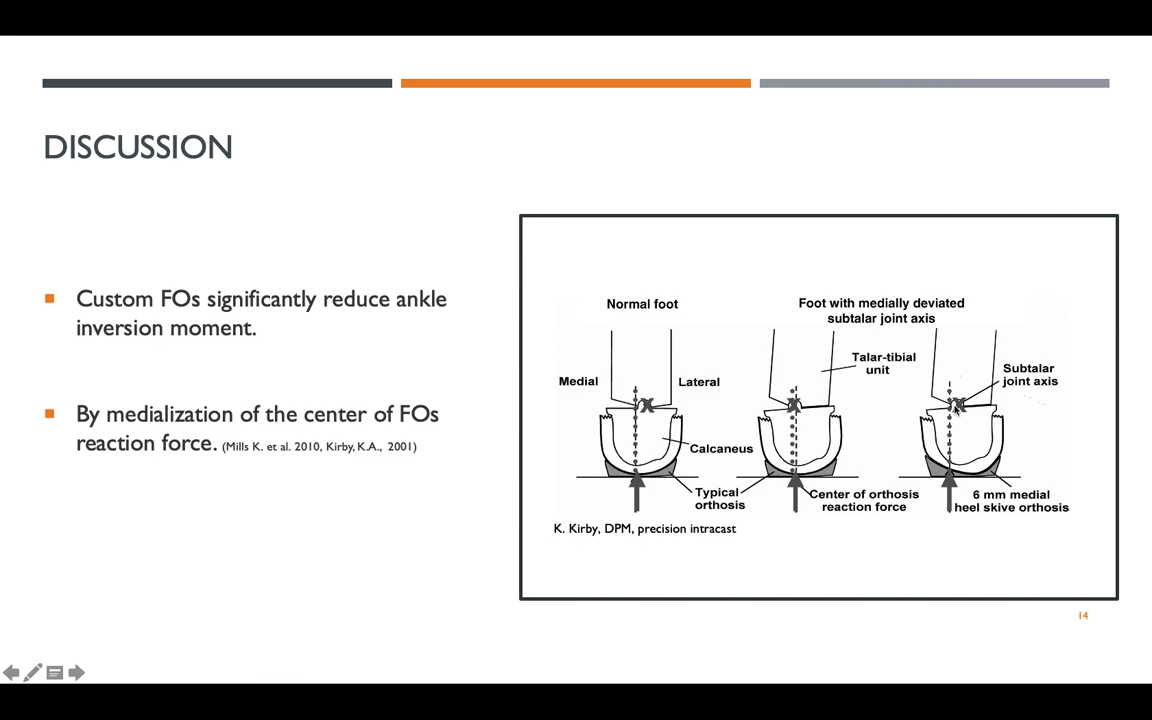 DISCUSSION
Custom FOs significantly reduce ankle
inversion moment.
By medialization of the center of FOs
reaction force. (Mills K. et al. 2010, Kirby, K.A., 2001)
Normal foot
Foot with medially deviated
subtalar joint axis
Talar-tibial
unit
Subtalar
joint axis
Medial
Lateral
Calcaneus
Typical
orthosis
Center of orthosis
reaction force
6 mm medial
heel skive orthosis
K. Kirby, DPM, precision intracast
14